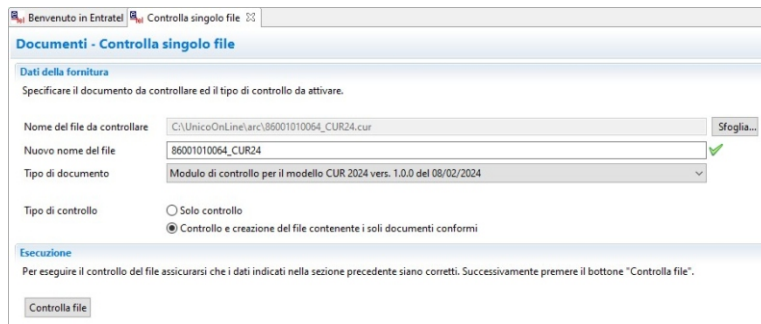 Benvenuto in Entratel Controlla singolo file
Documenti - Controlla singolo file
Dati della fornitura
Specificare il documento da controllare ed il tipo di controllo da attivare.
Nome del file da controllare C:\UnicoOnLine\arc\86001010064_CUR24.cur Sfoglia...
Nuovo nome del file 86001010064_CUR24
Tipo di documento Modulo di controllo per il modello CUR 2024 vers. 1.0.0 del 08/02/2024
Tipo di controllo Solo controllo
Controllo e creazione del file contenente i soli documenti conformi
Esecuzione
Per eseguire il controllo del file assicurarsi che i dati indicati nella sezione precedente siano corretti. Successivamente premere il bottone "Controlla file".
Controlla file